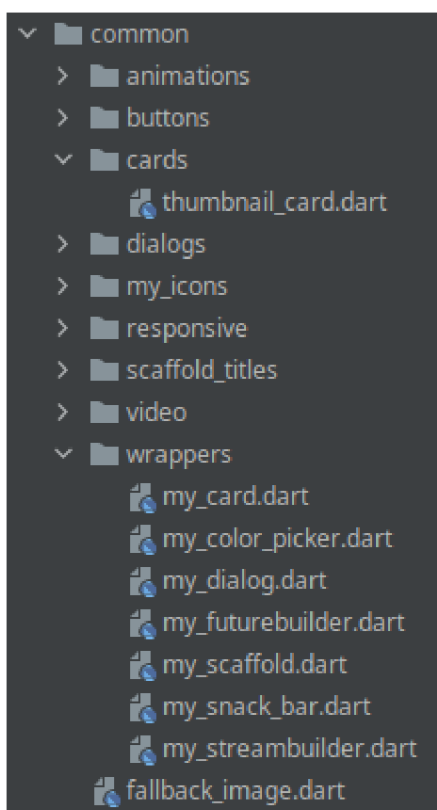 common
animations
buttons
cards
thumbnail_card.dart
dialogs
my_icons
responsive
scaffold_titles
video
wrappers
my_card.dart
my_color_picker.dart
my_dialog.dart
my_futurebuilder.dart
my_scaffold.dart
my_snack_bar.dart
my_streambuilder.dart
fallback_image.dart